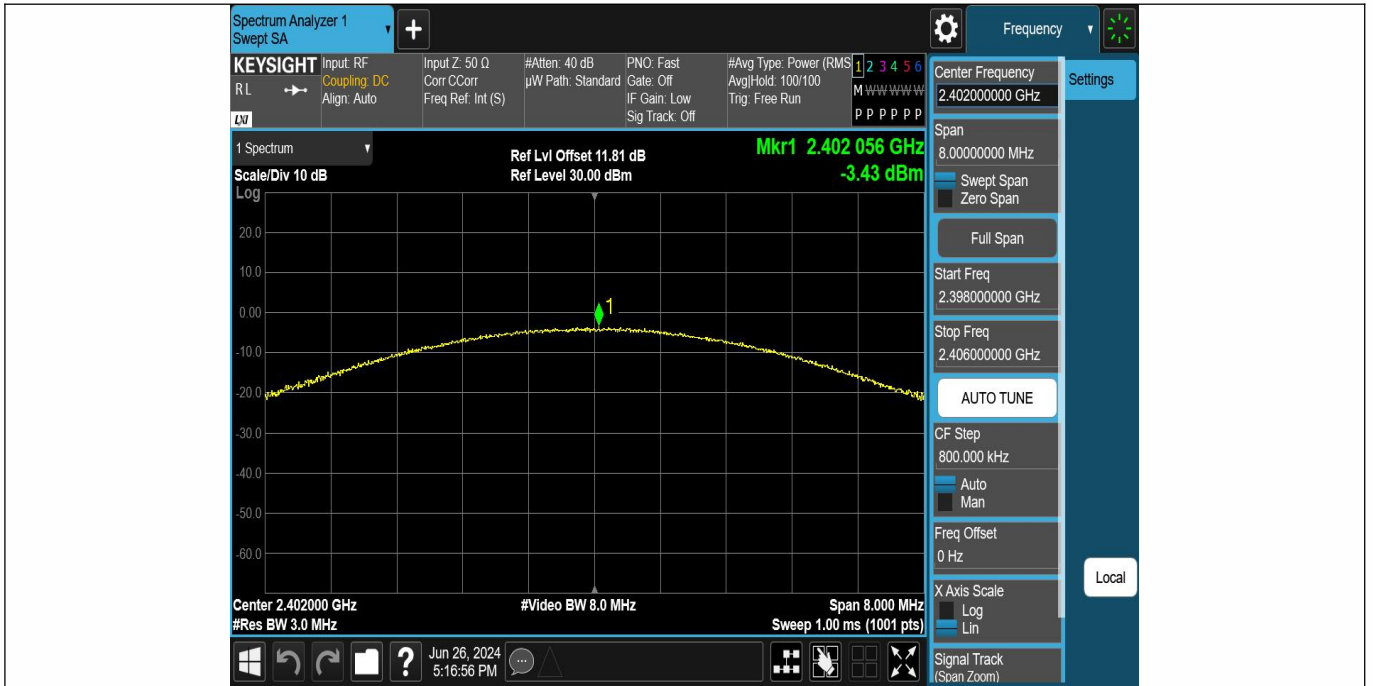 Spectrum Analyzer 1
Swept SA
+
Frequency
KEYSIGHT
RL
LXI
Input: RF
Coupling: DC
Align: Auto
Input Z: 50 Ω
Corr CCorr
Freq Ref: Int (S)
#Atten: 40 dB
µW Path: Standard
PNO: Fast
Gate: Off
IF Gain: Low
Sig Track: Off
#Avg Type: Power (RMS
Avg|Hold: 100/100
Trig: Free Run
1 2 3 4 5 6
M W W W W W
P P P P P P
1 Spectrum
Scale/Div 10 dB
Log
Ref Lvl Offset 11.81 dB
Ref Level 30.00 dBm
Mkr1 2.402 056 GHz
-3.43 dBm
20.0
10.0
0.00
-10.0
-20.0
-30.0
-40.0
-50.0
-60.0
1
Center 2.402000 GHz
#Res BW 3.0 MHz
#Video BW 8.0 MHz
Span 8.000 MHz
Sweep 1.00 ms (1001 pts)
?
Jun 26, 2024
5:16:56 PM
Center Frequency
2.402000000 GHz
Settings
Span
8.00000000 MHz
Swept Span
Zero Span
Full Span
Start Freq
2.398000000 GHz
Stop Freq
2.406000000 GHz
AUTO TUNE
CF Step
800.000 kHz
Auto
Man
Freq Offset
0 Hz
X Axis Scale
Log
Lin
Signal Track
(Span Zoom)
Local